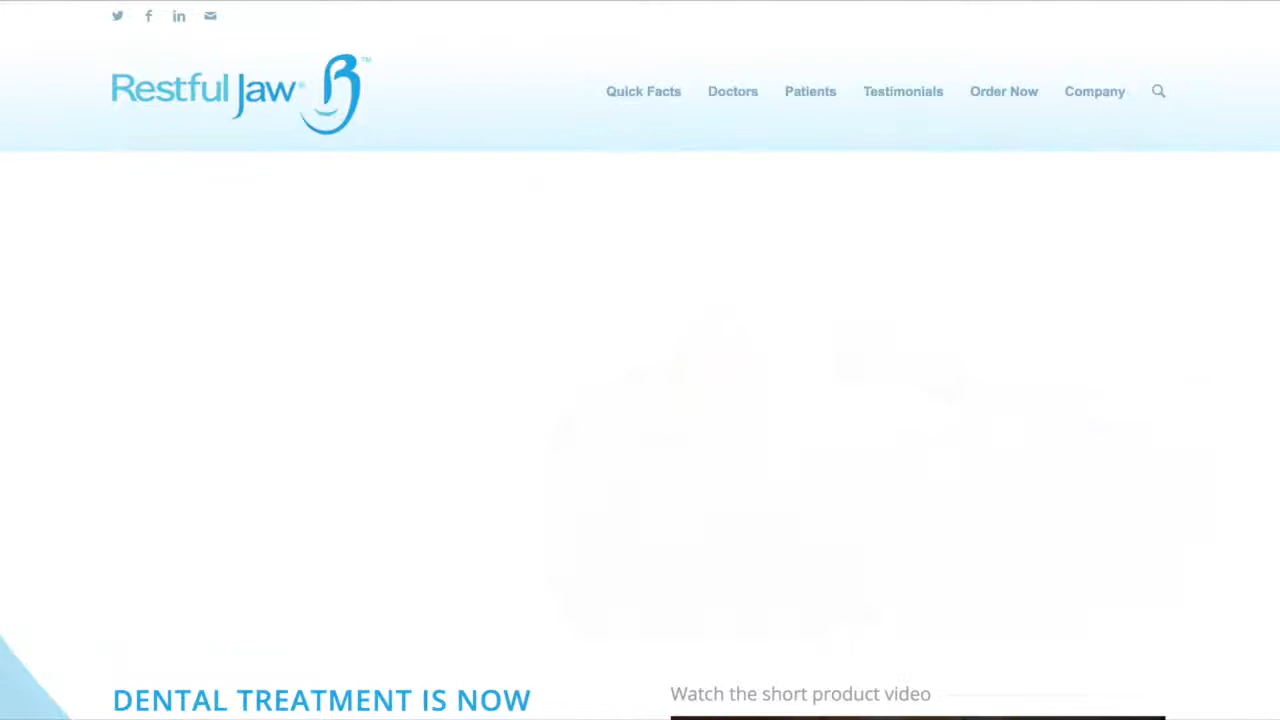 Restful Jaw® ™
Quick Facts Doctors Patients Testimonials Order Now Company
DENTAL TREATMENT IS NOW
Watch the short product video